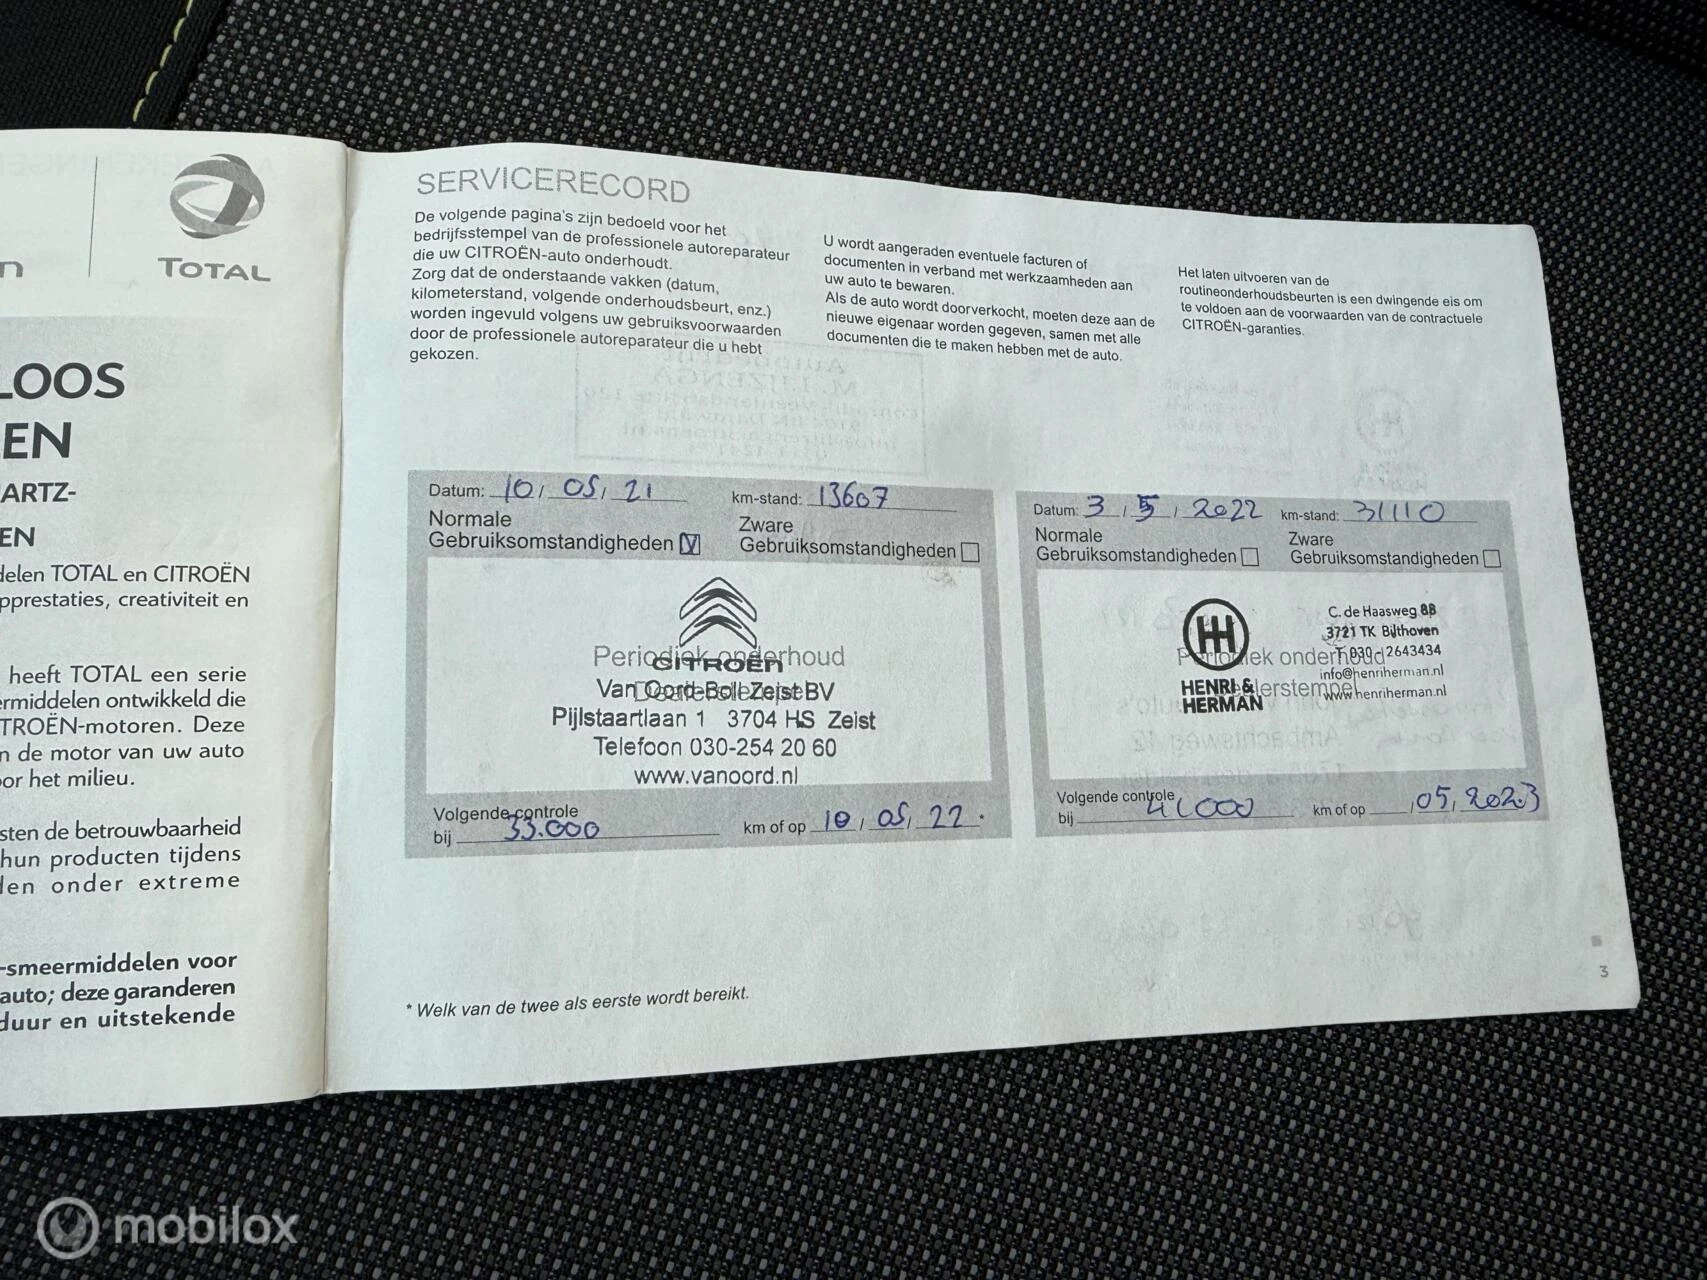 n
TOTAL
LOOS
EN
ARTZ-
EN
delen TOTAL en CITROËN
pprestaties, creativiteit en
heeft TOTAL een serie
ermiddelen ontwikkeld die
TROËN-motoren. Deze
n de motor van uw auto
oor het milieu.
sten de betrouwbaarheid
hun producten tijdens
len onder extreme
-smeermiddelen voor
auto; deze garanderen
duur en uitstekende
SERVICERECORD
De volgende pagina's zijn bedoeld voor het
bedrijfsstempel van de professionele autoreparateur
die uw CITROËN-auto onderhoudt.
Zorg dat de onderstaande vakken (datum,
kilometerstand, volgende onderhoudsbeurt, enz.)
worden ingevuld volgens uw gebruiksvoorwaarden
door de professionele autoreparateur die u hebt
gekozen.
U wordt aangeraden eventuele facturen of
documenten in verband met werkzaamheden aan
uw auto te bewaren.
Als de auto wordt doorverkocht, moeten deze aan de
nieuwe eigenaar worden gegeven, samen met alle
documenten die te maken hebben met de auto.
Het laten uitvoeren van de
routineonderhoudsbeurten is een dwingende eis om
te voldoen aan de voorwaarden van de contractuele
CITROËN-garanties.
Datum: 10 / 05 / 21 km-stand: 13607
Normale Zware
Gebruiksomstandigheden Gebruiksomstandigheden
Periodiek onderhoud
CITROËN
Van Oord-Boll Zeist BV
Pijlstaartlaan 1 3704 HS Zeist
Telefoon 030-254 20 60
www.vanoord.nl
Volgende controle
bij 33.000 km of op 10 / 05 / 22 *
Datum: 3 / 5 / 2022 km-stand: 31110
Normale Zware
Gebruiksomstandigheden Gebruiksomstandigheden
C. de Haasweg 8B
3721 TK Bilthoven
Periodiek onderhoud
T. 030-2643434
info@henriherman.nl
HENRI & dealerstempel www.henriherman.nl
HERMAN
Volgende controle
bij 41000 km of op / 05 / 2023
* Welk van de twee als eerste wordt bereikt.
3
mobilox